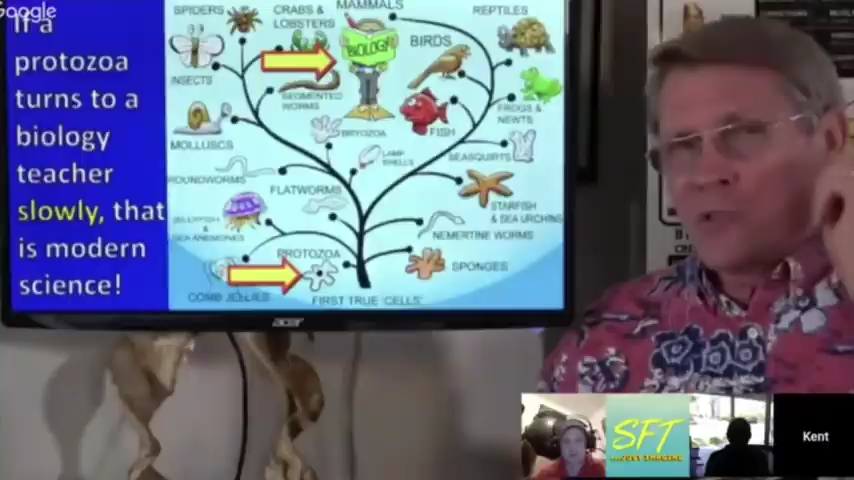 Google
If a
protozoa
turns to a
biology
teacher
slowly, that
is modern
science!
SPIDERS
CRABS &
LOBSTERS
MAMMALS
REPTILES
BIOLOGY
BIRDS
INSECTS
SEGMENTED
WORMS
FROGS &
NEWTS
MOLLUSCS
BRYOZOA
FISH
LAMP
SHELLS
SEASQUIRTS
ROUNDWORMS
FLATWORMS
STARFISH
& SEA URCHINS
JELLYFISH
&
SEA ANEMONES
NEMERTINE WORMS
PROTOZOA
SPONGES
COMB JELLIES
FIRST TRUE 'CELLS'
acer
SFT
Kent